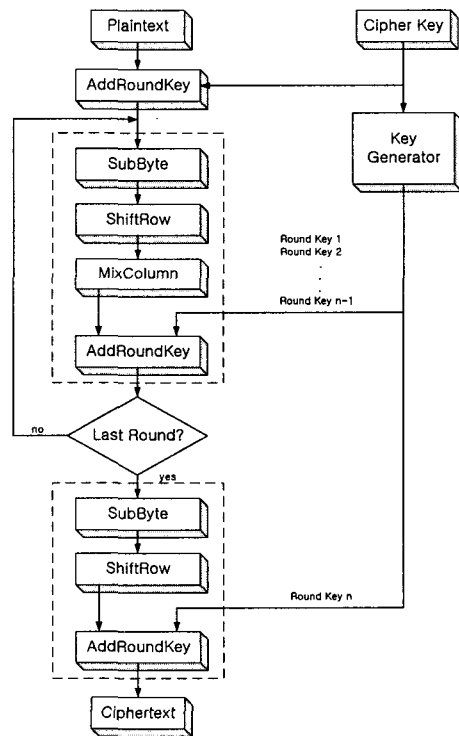 Plaintext
Cipher Key
AddRoundKey
Key
Generator
SubByte
ShiftRow
Round Key 1
Round Key 2
.
.
.
MixColumn
Round Key n-1
AddRoundKey
no
Last Round?
yes
SubByte
ShiftRow
Round Key n
AddRoundKey
Ciphertext